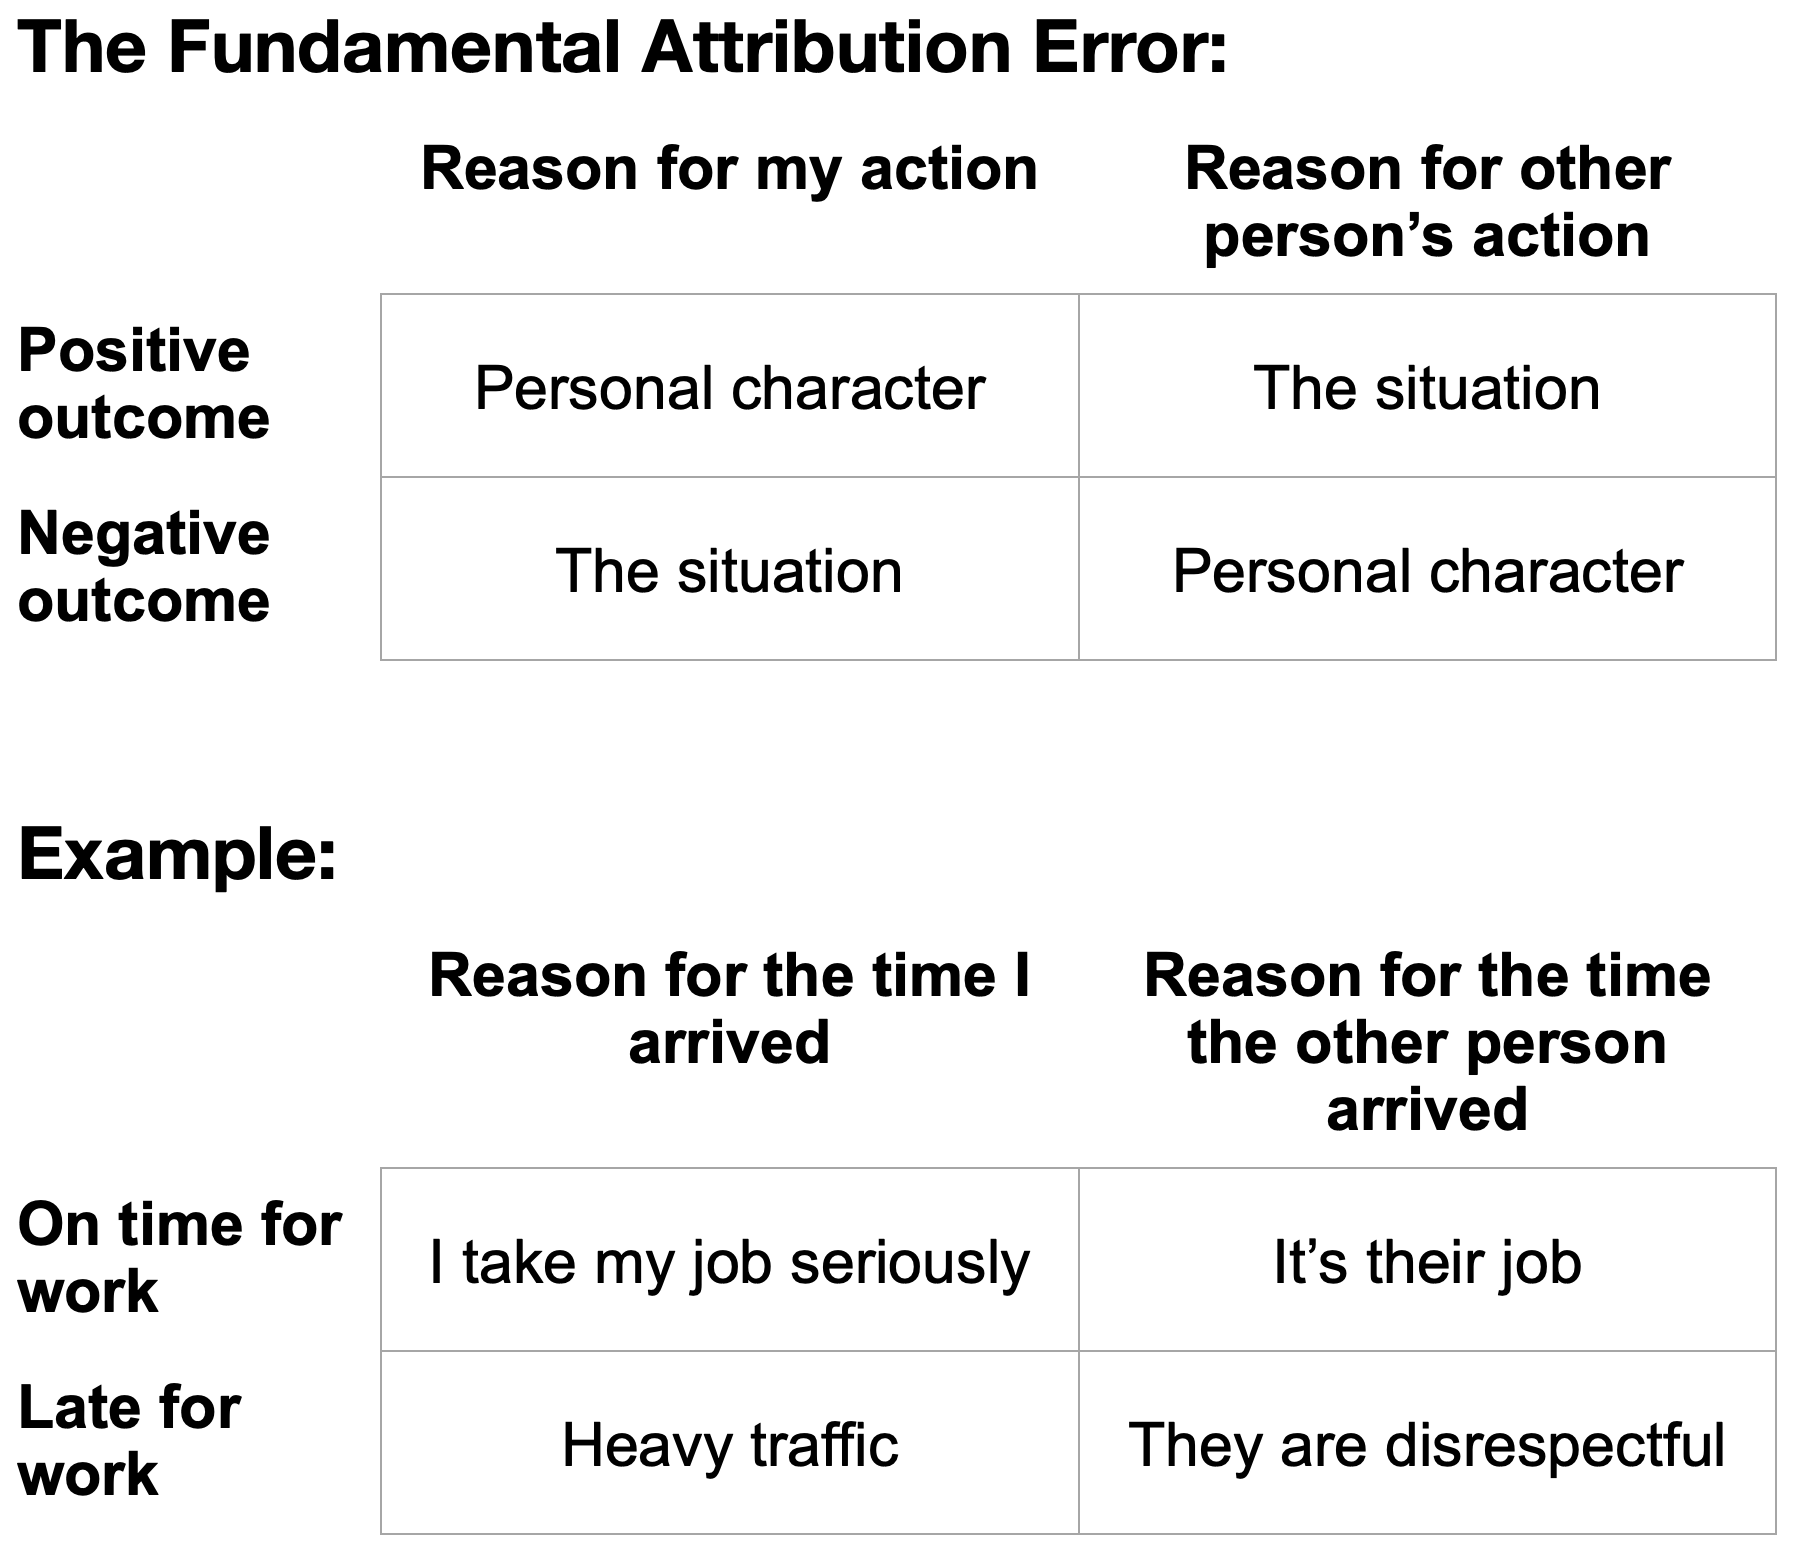 The Fundamental Attribution Error:
Reason for my action
Reason for other
person’s action
Positive
outcome
Personal character
The situation
Negative
outcome
The situation
Personal character
Example:
Reason for the time I
arrived
Reason for the time
the other person
arrived
On time for
work
I take my job seriously
It’s their job
Late for
work
Heavy traffic
They are disrespectful